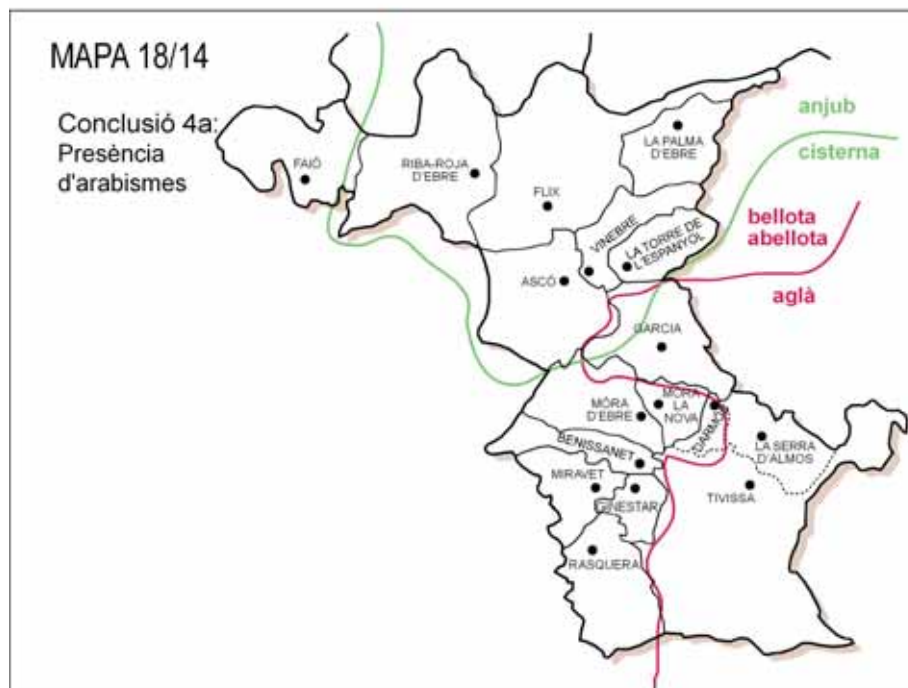 MAPA 18/14
Conclusió 4a:
Presència
d'arabismes
anjub
cisterna
bellota
abellota
aglà
FAIÓ
RIBA-ROJA
D'EBRE
FLIX
LA PALMA
D'EBRE
VINEBRE
LA TORRE DE
L'ESPANYOL
ASCÓ
GARCIA
MÓRA
D'EBRE
MÓRA
LA
NOVA
DARMÓS
LA SERRA
D'ALMOS
BENISSANET
MIRAVET
GINESTAR
TIVISSA
RASQUERA